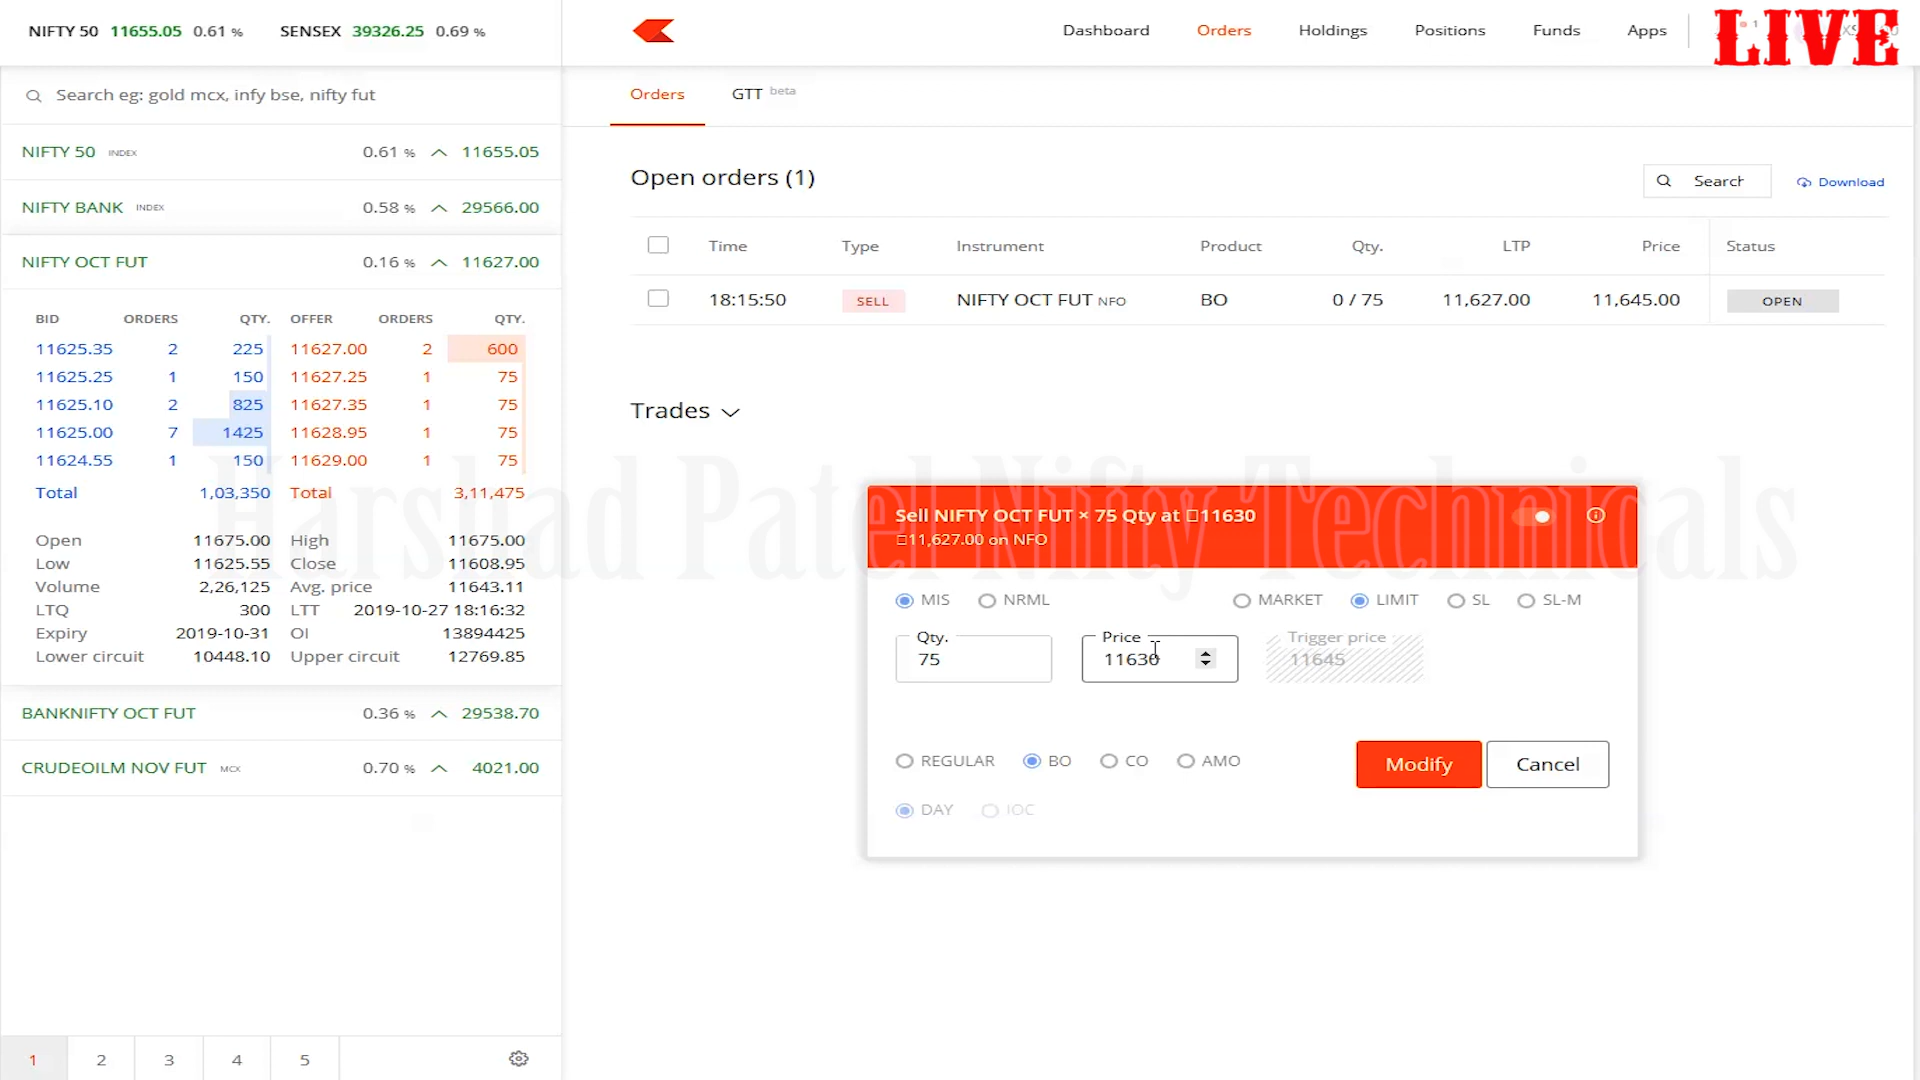 NIFTY 50 11655.05 0.61 % SENSEX 39326.25 0.69 %
Dashboard Orders Holdings Positions Funds Apps
LIVE
Search eg: gold mcx, infy bse, nifty fut
NIFTY 50 INDEX 0.61 % 11655.05
NIFTY BANK INDEX 0.58 % 29566.00
NIFTY OCT FUT 0.16 % 11627.00
BID ORDERS QTY. OFFER ORDERS QTY.
11625.35 2 225 11627.00 2 600
11625.25 1 150 11627.25 1 75
11625.10 2 825 11627.35 1 75
11625.00 7 1425 11628.95 1 75
11624.55 1 150 11629.00 1 75
Total 1,03,350 Total 3,11,475
Open 11675.00 High 11675.00
Low 11625.55 Close 11608.95
Volume 2,26,125 Avg. price 11643.11
LTQ 300 LTT 2019-10-27 18:16:32
Expiry 2019-10-31 OI 13894425
Lower circuit 10448.10 Upper circuit 12769.85
BANKNIFTY OCT FUT 0.36 % 29538.70
CRUDEOILM NOV FUT MCX 0.70 % 4021.00
1 2 3 4 5
Orders GTT beta
Open orders (1)
Search Download
Time Type Instrument Product Qty. LTP Price Status
18:15:50 SELL NIFTY OCT FUT NFO BO 0 / 75 11,627.00 11,645.00 OPEN
Trades
Harshad Patel Nifty Technicals
Sell NIFTY OCT FUT × 75 Qty at 11630
11,627.00 on NFO
MIS NRML MARKET LIMIT SL SL-M
Qty. Price Trigger price
75 11630 11645
REGULAR BO CO AMO
Modify Cancel
DAY IOC